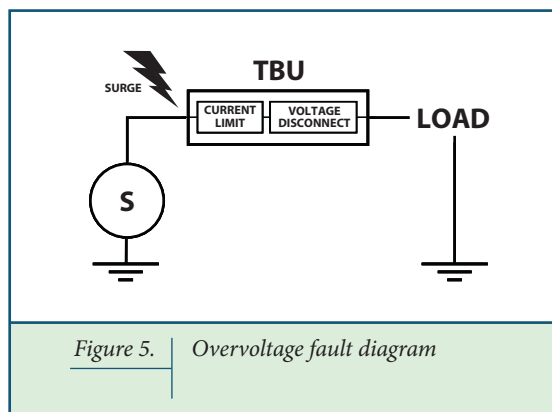 TBU
SURGE
CURRENT
LIMIT
VOLTAGE
DISCONNECT
LOAD
S
Figure 5.
Overvoltage fault diagram